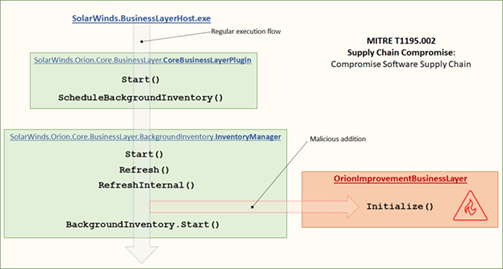 SolarWinds.BusinessLayerHost.exe
Regular execution flow
MITRE T1195.002
Supply Chain Compromise:
Compromise Software Supply Chain
SolarWinds.Orion.Core.BusinessLayer.CoreBusinessLayerPlugin
Start()
ScheduleBackgroundInventory()
SolarWinds.Orion.Core.BusinessLayer.BackgroundInventory.InventoryManager
Start()
Refresh()
RefreshInternal()
BackgroundInventory.Start()
Malicious addition
OrionImprovementBusinessLayer
Initialize()